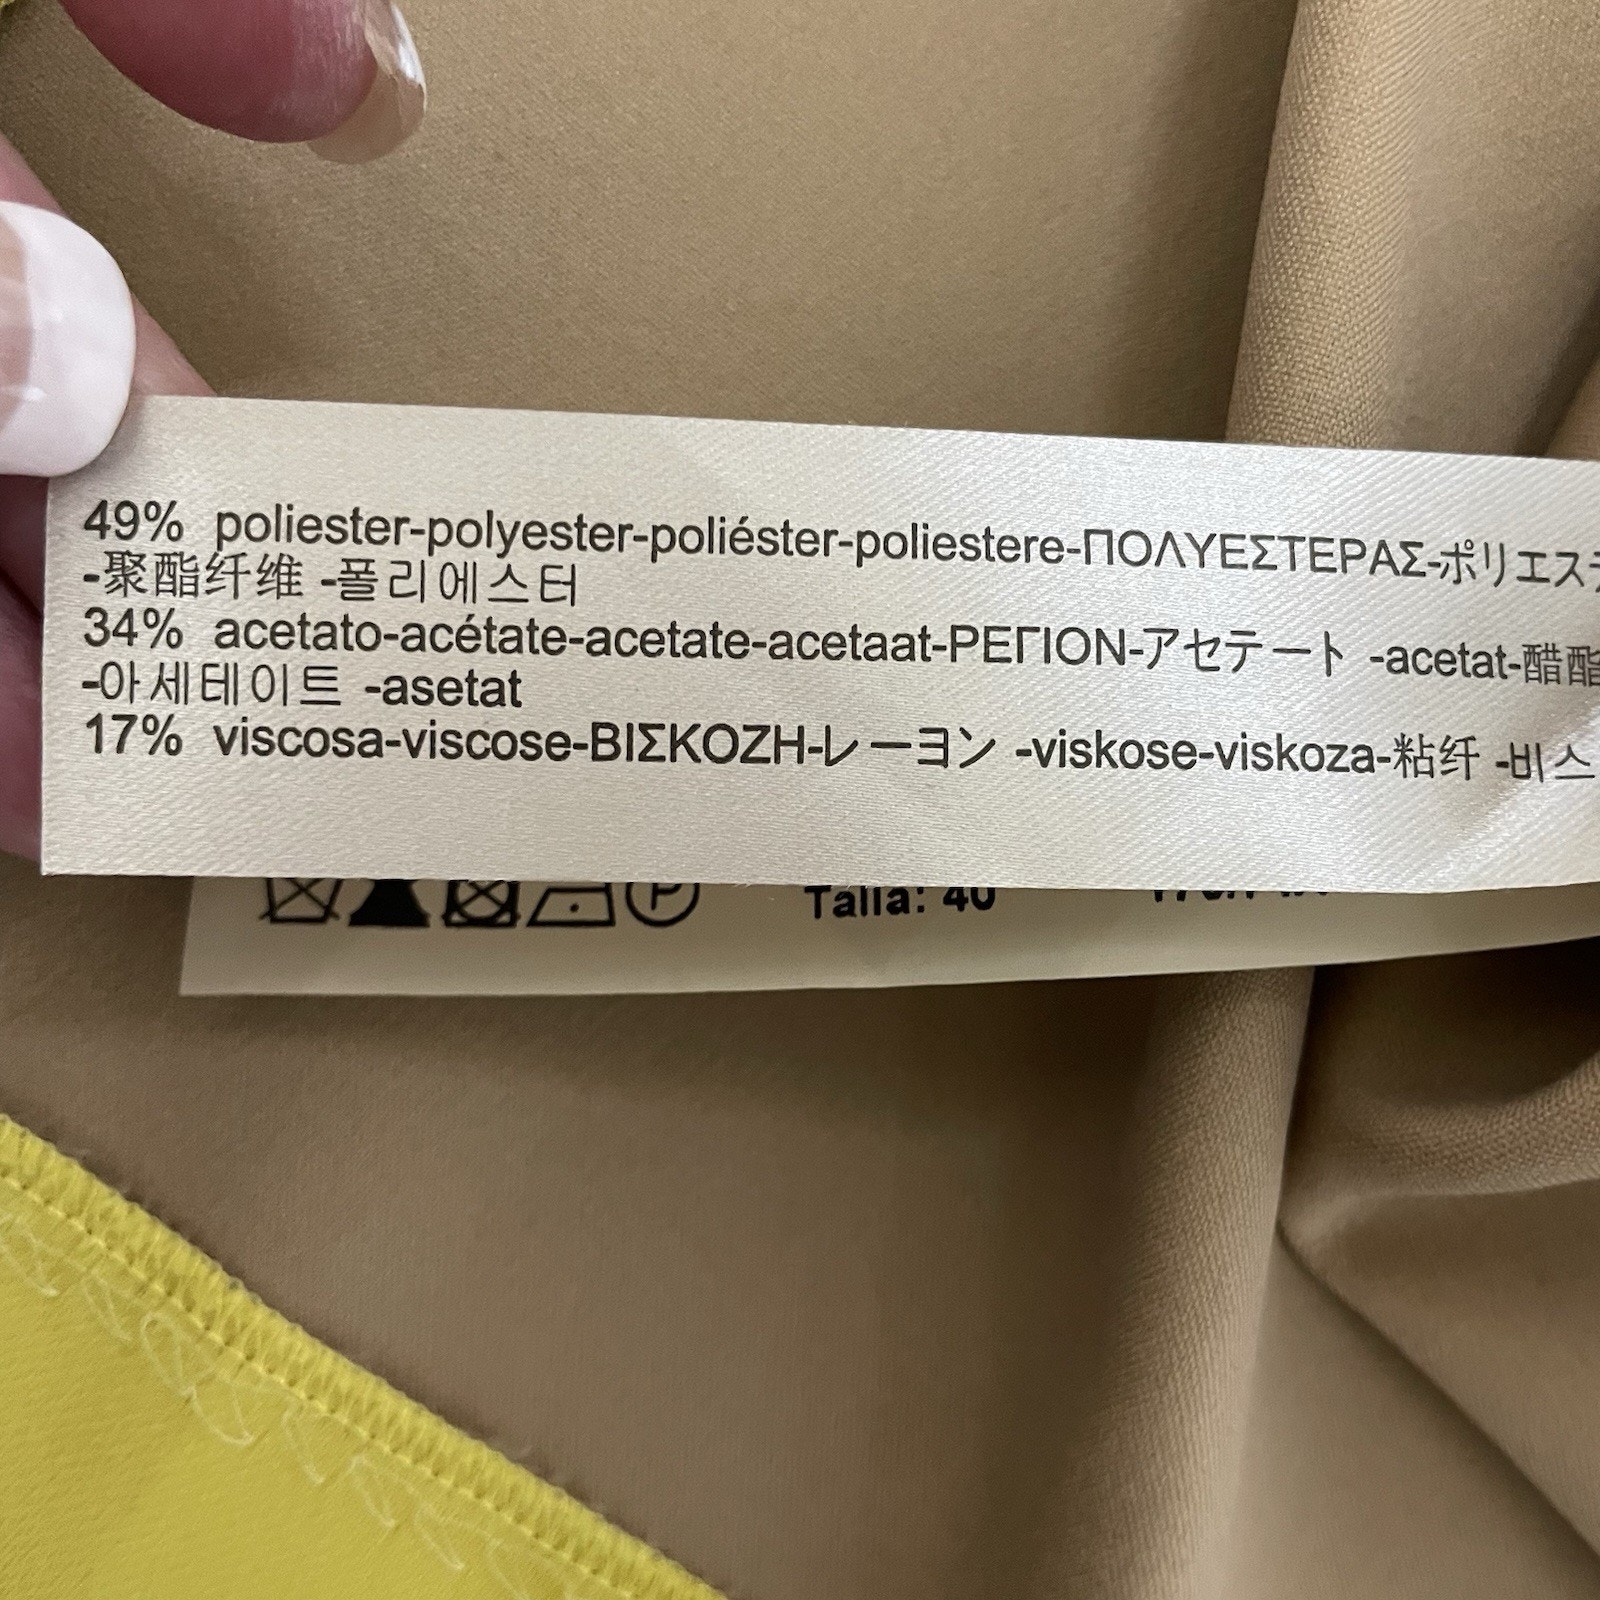 49% poliester-polyester-poliéster-poliestere-ΠΟΛΥΕΣΤΕΡΑΣ-ポリエステ
-聚酯纤维 -폴리에스터
34% acetato-acétate-acetate-acetaat-ΡΕΓΙΟΝ-アセテート -acetat-醋酯
-아세테이트 -asetat
17% viscosa-viscose-ΒΙΣΚΟΖΗ-レーヨン -viskose-viskoza-粘纤 -비스
P Talla: 40